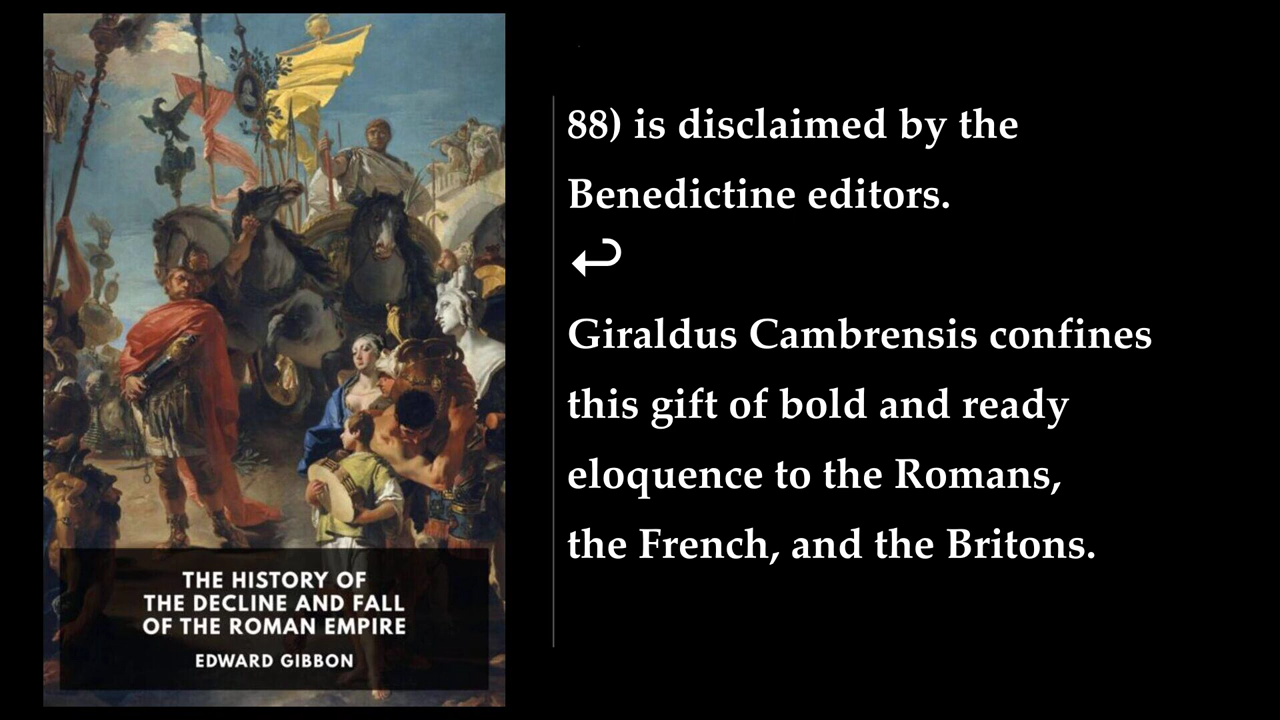 THE HISTORY OF
THE DECLINE AND FALL
OF THE ROMAN EMPIRE
EDWARD GIBBON
88) is disclaimed by the
Benedictine editors.
↩
Giraldus Cambrensis confines
this gift of bold and ready
eloquence to the Romans,
the French, and the Britons.